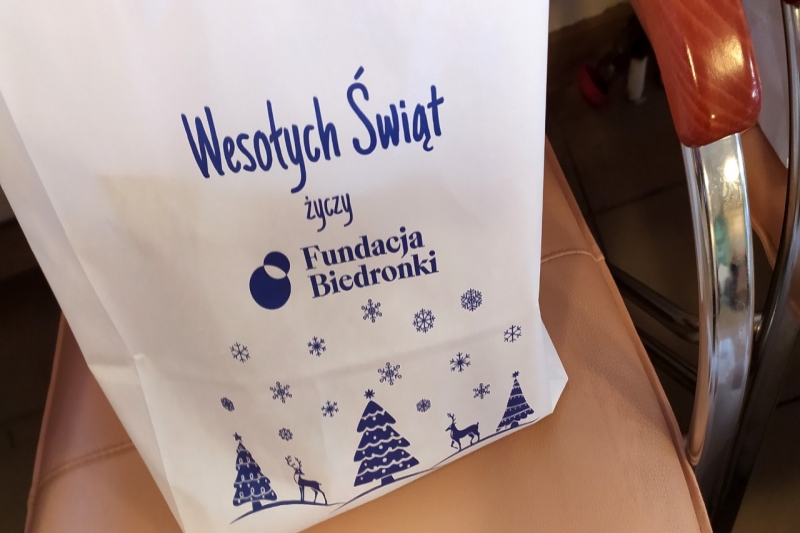 Wesołych Świąt
życzy
Fundacja
Biedronki